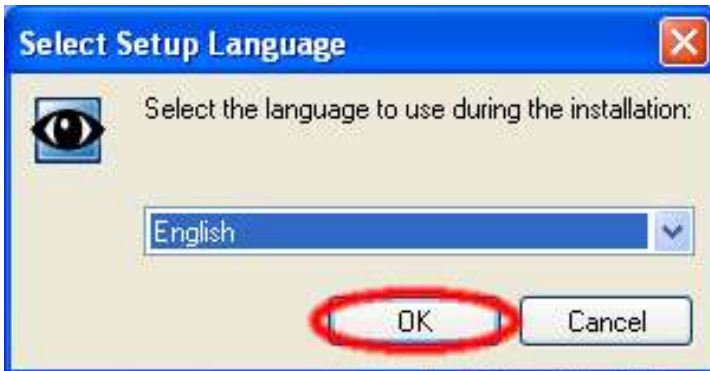 Select Setup Language
Select the language to use during the installation:
English
OK Cancel